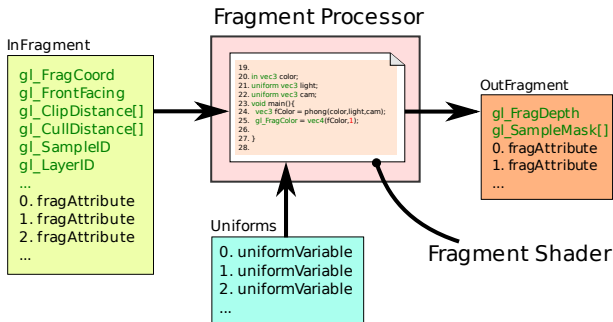 Fragment Processor
InFragment
gl_FragCoord
gl_FrontFacing
gl_ClipDistance[]
gl_CullDistance[]
gl_SampleID
gl_LayerID
...
0. fragAttribute
1. fragAttribute
2. fragAttribute
...
19.
20. in vec3 color;
21. uniform vec3 light;
22. uniform vec3 cam;
23. void main(){
24. vec3 fColor = phong(color,light,cam);
25. gl_FragColor = vec4(fColor,1);
26.
27. }
28.
OutFragment
gl_FragDepth
gl_SampleMask[]
0. fragAttribute
1. fragAttribute
...
Uniforms
0. uniformVariable
1. uniformVariable
2. uniformVariable
...
Fragment Shader